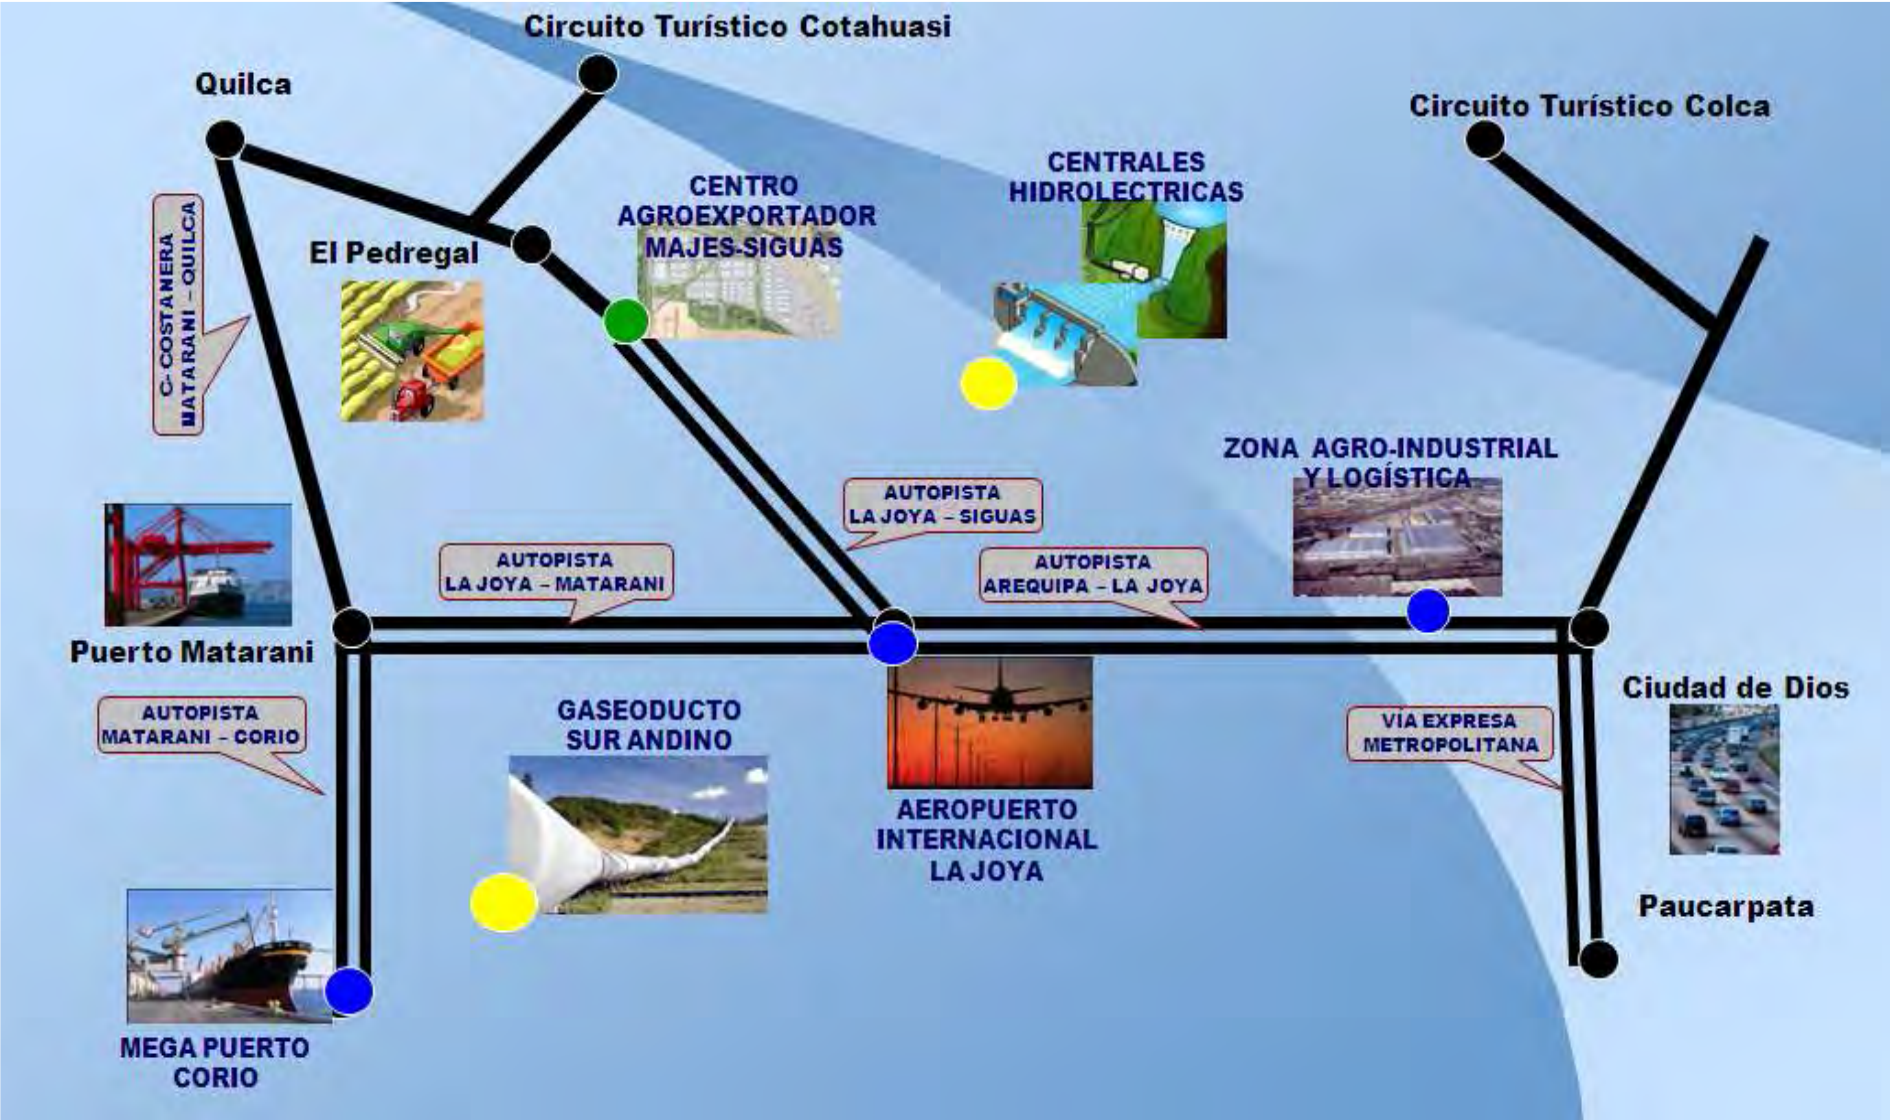 Circuito Turístico Cotahuasi
Quilca
Circuito Turístico Colca
CENTRALES
HIDROLECTRICAS
CENTRO
AGROEXPORTADOR
MAJES-SIGUAS
El Pedregal
C- COSTANERA
MATARANI – QUILCA
ZONA AGRO-INDUSTRIAL
Y LOGÍSTICA
AUTOPISTA
LA JOYA – SIGUAS
AUTOPISTA
LA JOYA – MATARANI
AUTOPISTA
AREQUIPA – LA JOYA
Puerto Matarani
Ciudad de Dios
AUTOPISTA
MATARANI – CORIO
GASEODUCTO
SUR ANDINO
VÍA EXPRESA
METROPOLITANA
AEROPUERTO
INTERNACIONAL
LA JOYA
Paucarpata
MEGA PUERTO
CORIO